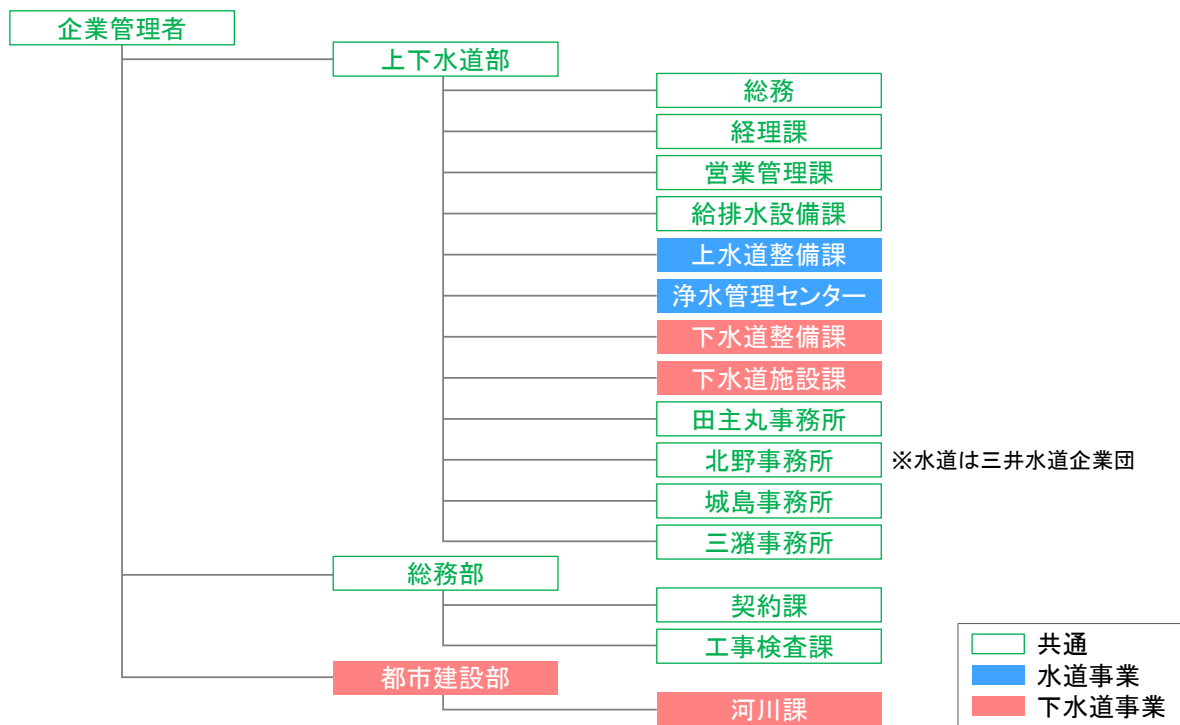 企業管理者
上下水道部
総務
経理課
営業管理課
給排水設備課
上水道整備課
浄水管理センター
下水道整備課
下水道施設課
田主丸事務所
北野事務所 ※水道は三井水道企業団
城島事務所
三潴事務所
総務部
契約課
工事検査課
都市建設部
河川課
共通
水道事業
下水道事業